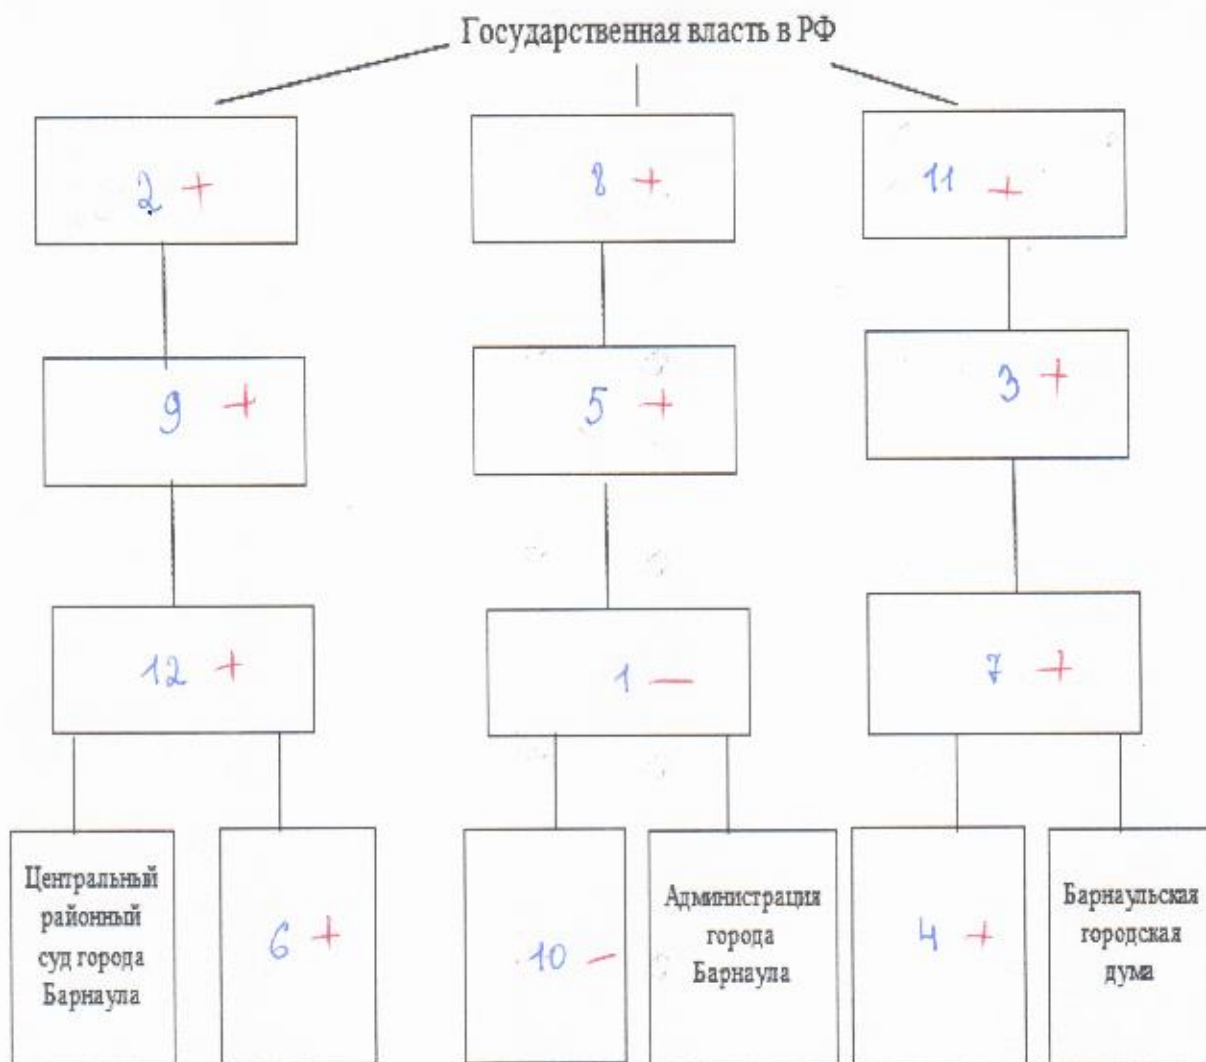 Государственная власть в РФ
2 +
8 +
11 +
9 +
5 +
3 +
12 +
1 —
7 +
Центральный
районный
суд города
Барнаула
6 +
10 —
Администрация
города
Барнаула
4 +
Барнаульская
городская
дума